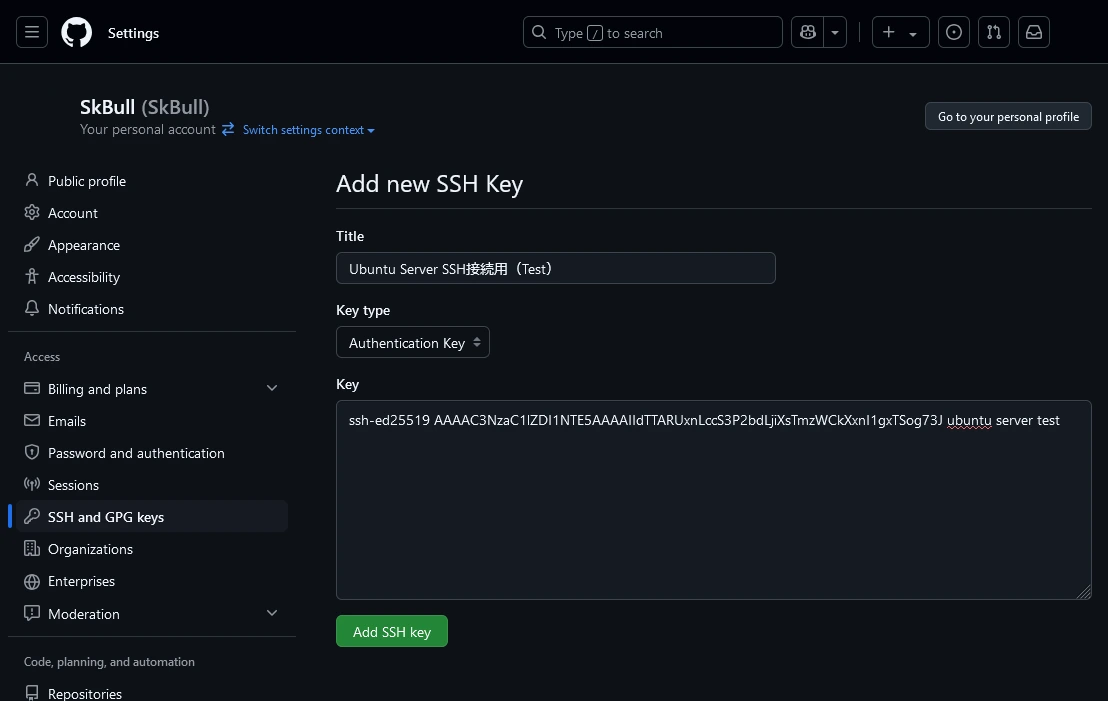 Settings
Type / to search
SkBull (SkBull)
Your personal account Switch settings context
Go to your personal profile
Public profile
Account
Appearance
Accessibility
Notifications
Access
Billing and plans
Emails
Password and authentication
Sessions
SSH and GPG keys
Organizations
Enterprises
Moderation
Code, planning, and automation
Repositories
Add new SSH Key
Title
Ubuntu Server SSH接続用（Test）
Key type
Authentication Key
Key
ssh-ed25519 AAAAC3NzaC1lZDI1NTE5AAAAIIdTTARUxnLccS3P2bdLjiXsTmzWCkXxnI1gxTSog73J ubuntu server test
Add SSH key